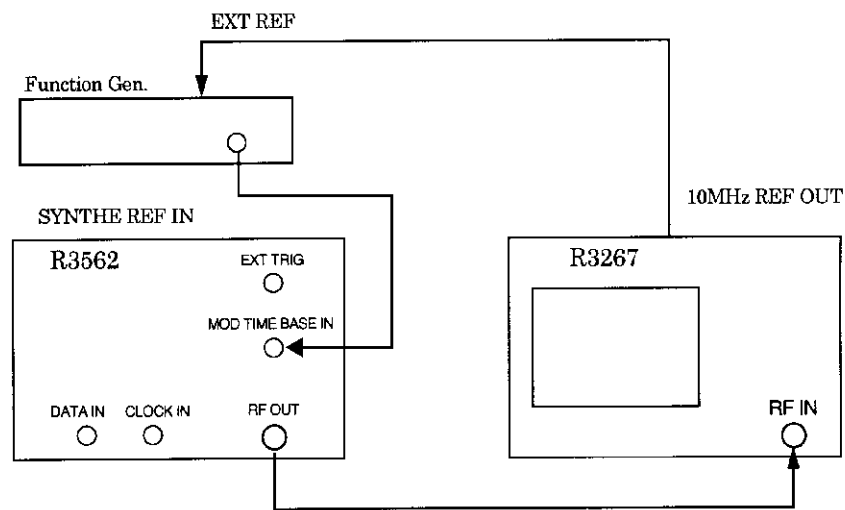 EXT REF
Function Gen.
SYNTHE REF IN
10MHz REF OUT
R3562
EXT TRIG
R3267
MOD TIME BASE IN
DATA IN
CLOCK IN
RF OUT
RF IN